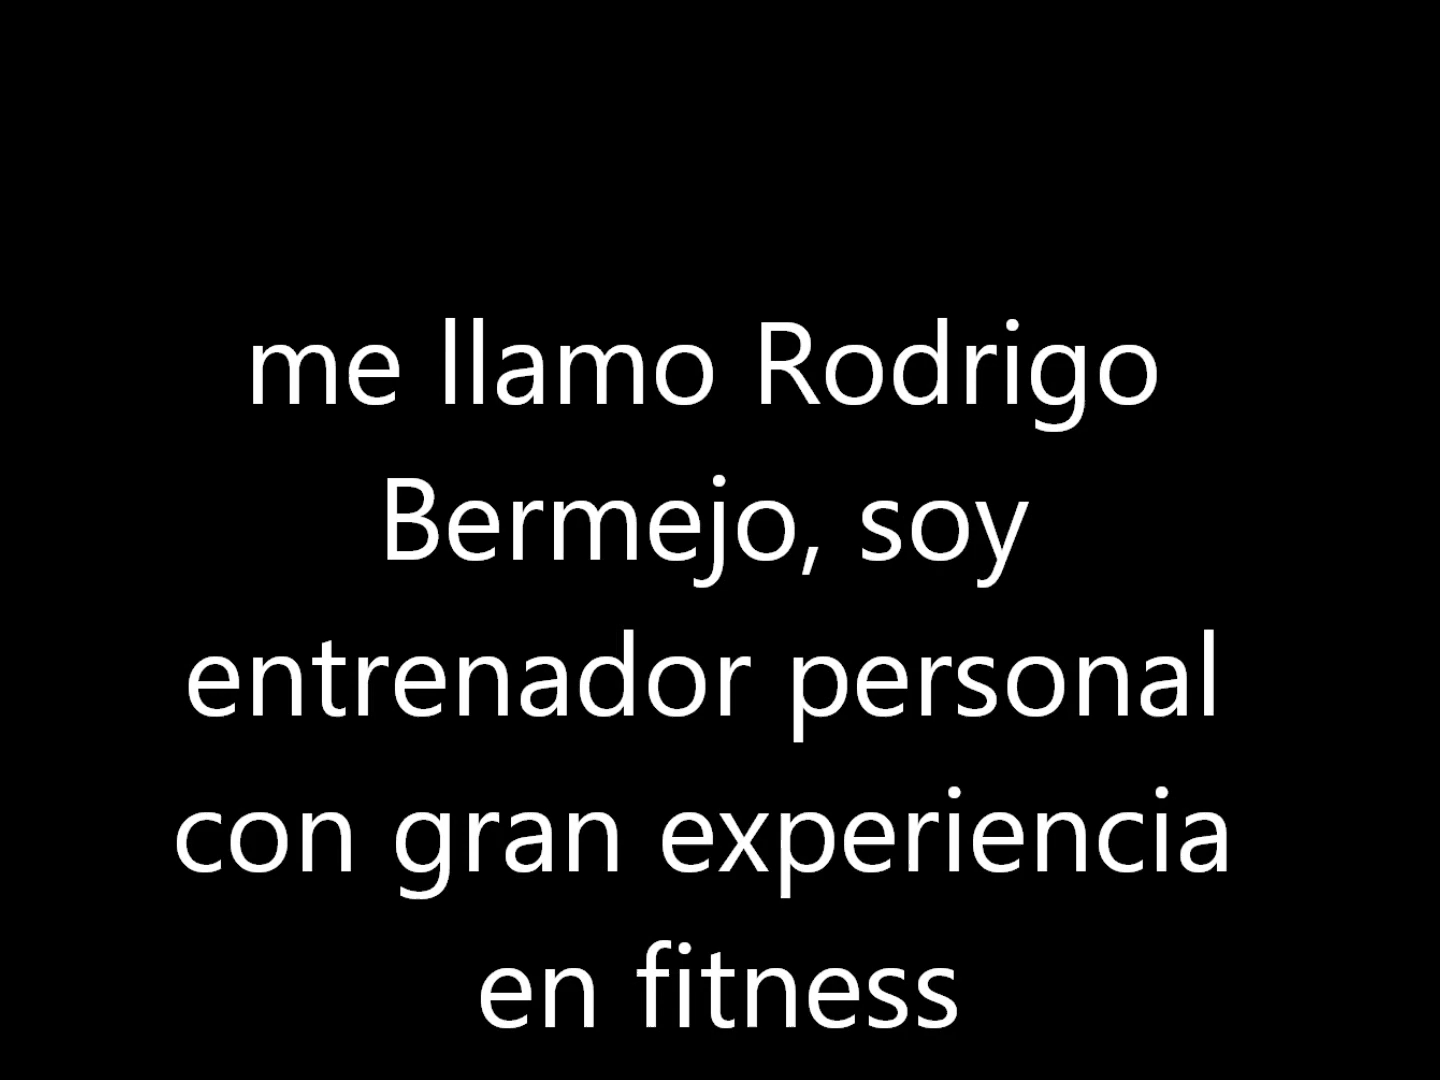 me llamo Rodrigo
Bermejo, soy
entrenador personal
con gran experiencia
en fitness